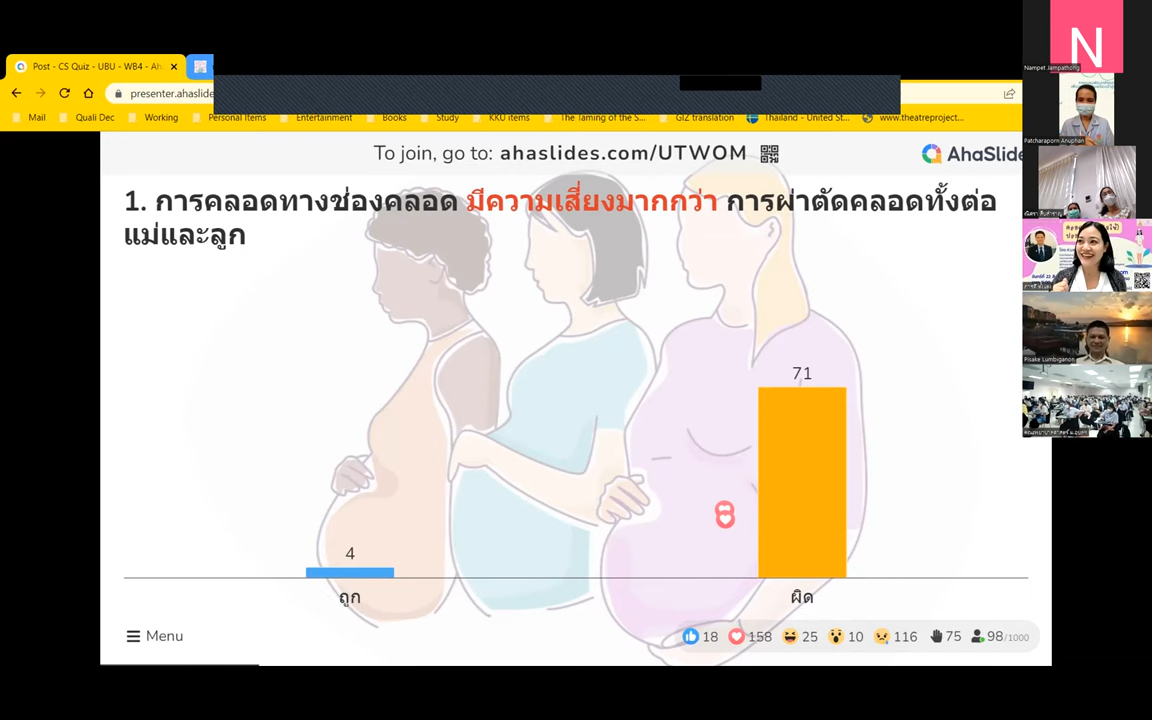 N
Nampet Jampathong
Post - CS Quiz - UBU - WB4 - Ah
presenter.ahaslide
Mail Quali Dec Working Personal Items Entertainment Books Study KKU items The Taming of the S... GIZ translation Thailand - United St... www.theatreproject...
To join, go to: ahaslides.com/UTWOM
AhaSlide
Patcharaporn Anuphan
1. การคลอดทางช่องคลอด มีความเสี่ยงมากกว่า การผ่าตัดคลอดทั้งต่อ
แม่และลูก
Pisake Lumbiganon
71
4
ถูก
ผิด
Menu
18 158 25 10 116 75 98/1000